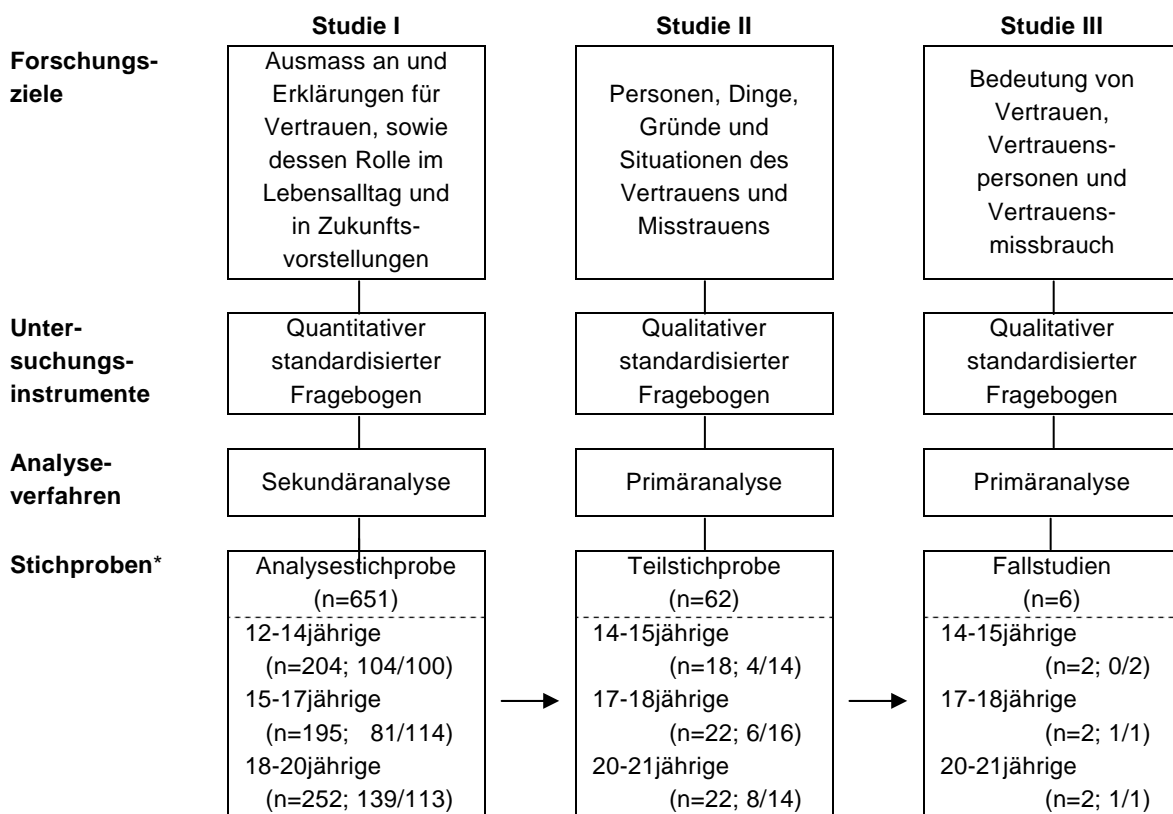 Studie I
Studie II
Studie III
Forschungs-
ziele
Ausmass an und
Erklärungen für
Vertrauen, sowie
dessen Rolle im
Lebensalltag und
in Zukunfts-
vorstellungen
Personen, Dinge,
Gründe und
Situationen des
Vertrauens und
Misstrauens
Bedeutung von
Vertrauen,
Vertrauens-
personen und
Vertrauens-
missbrauch
Unter-
suchungs-
instrumente
Quantitativer
standardisierter
Fragebogen
Qualitativer
standardisierter
Fragebogen
Qualitativer
standardisierter
Fragebogen
Analyse-
verfahren
Sekundäranalyse
Primäranalyse
Primäranalyse
Stichproben*
Analysestichprobe
(n=651)
12-14jährige
(n=204; 104/100)
15-17jährige
(n=195; 81/114)
18-20jährige
(n=252; 139/113)
Teilstichprobe
(n=62)
14-15jährige
(n=18; 4/14)
17-18jährige
(n=22; 6/16)
20-21jährige
(n=22; 8/14)
Fallstudien
(n=6)
14-15jährige
(n=2; 0/2)
17-18jährige
(n=2; 1/1)
20-21jährige
(n=2; 1/1)